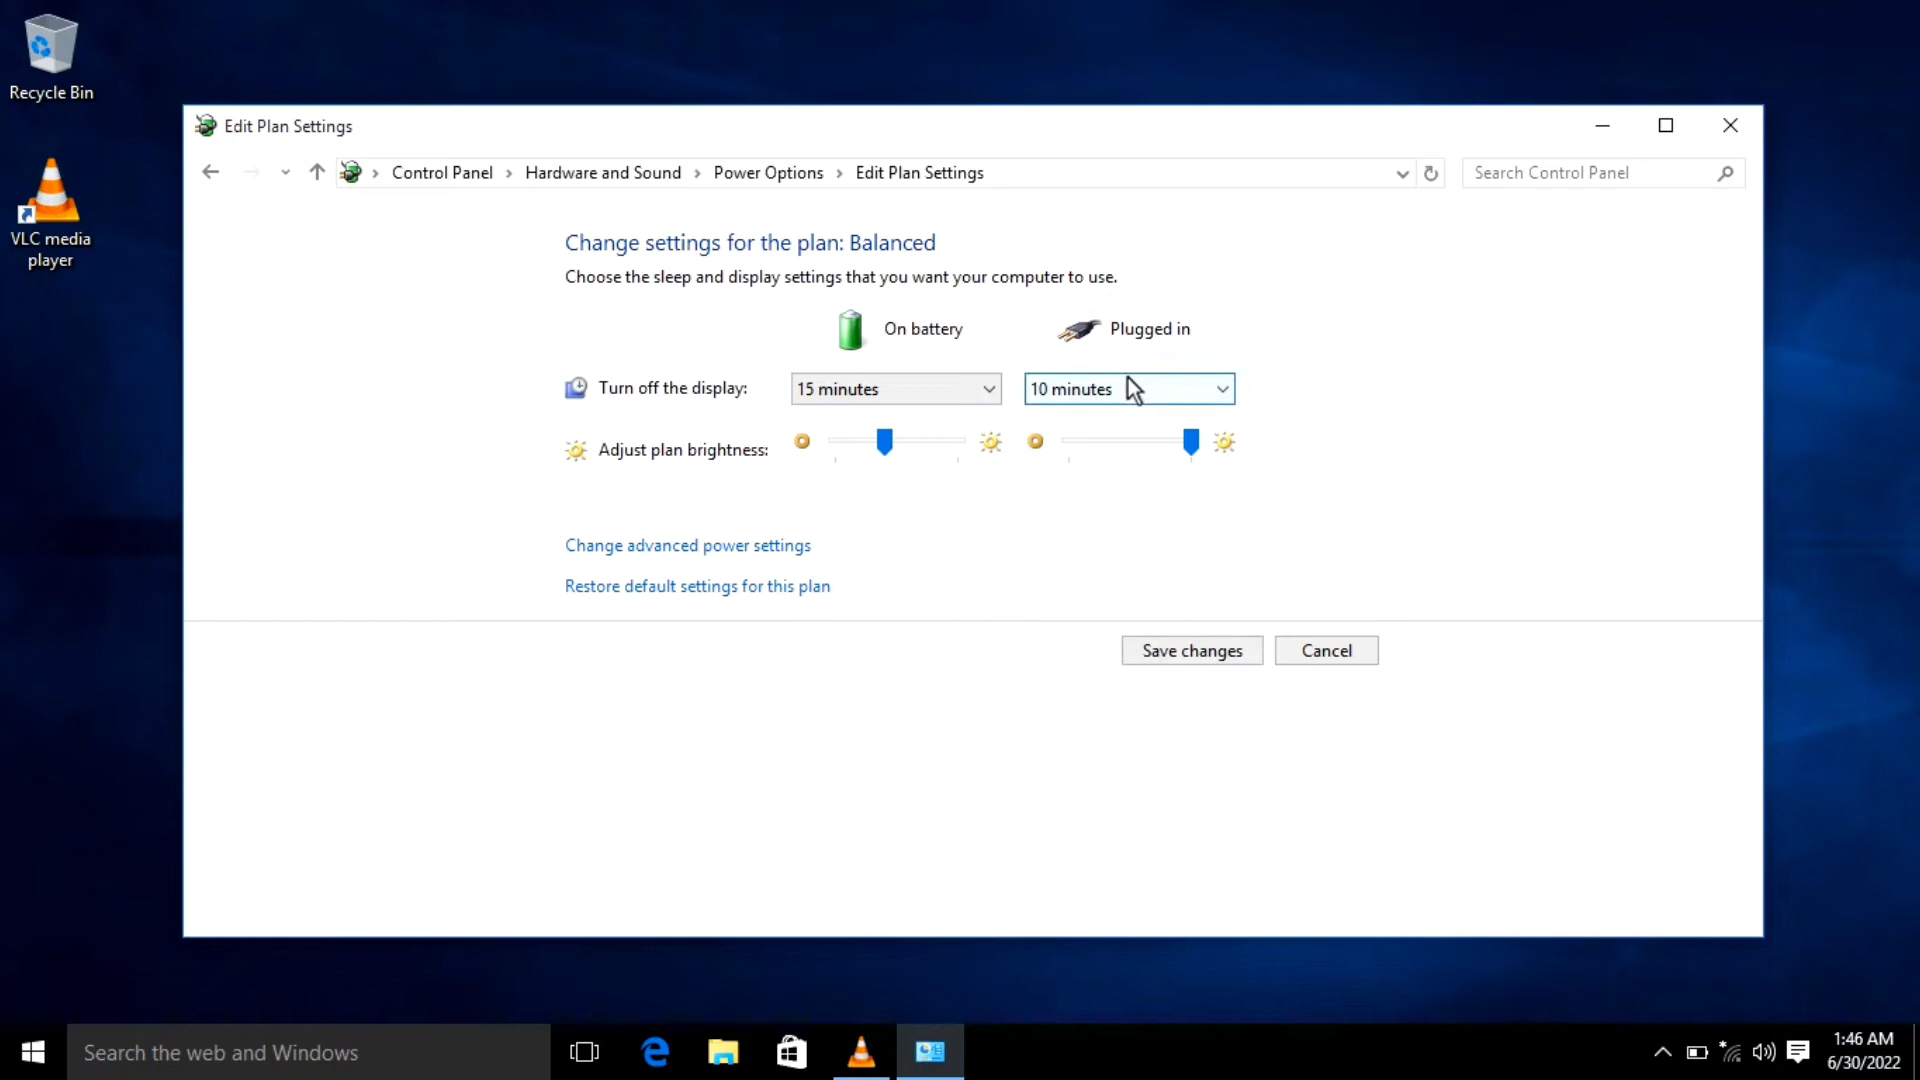 Recycle Bin
VLC media
player
Edit Plan Settings
Control Panel > Hardware and Sound > Power Options > Edit Plan Settings
Search Control Panel
Change settings for the plan: Balanced
Choose the sleep and display settings that you want your computer to use.
On battery
Plugged in
Turn off the display:
15 minutes
10 minutes
Adjust plan brightness:
Change advanced power settings
Restore default settings for this plan
Save changes
Cancel
Search the web and Windows
1:46 AM
6/30/2022